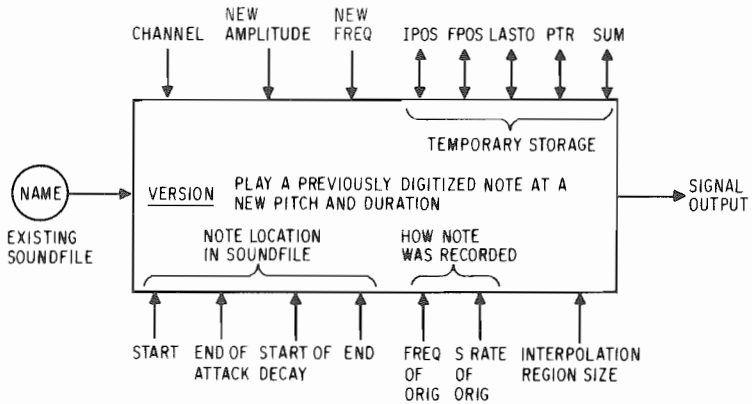 CHANNEL
NEW
AMPLITUDE
NEW
FREQ
IPOS FPOS LASTO PTR SUM
TEMPORARY STORAGE
NAME
EXISTING
SOUNDFILE
VERSION
PLAY A PREVIOUSLY DIGITIZED NOTE AT A
NEW PITCH AND DURATION
SIGNAL
OUTPUT
NOTE LOCATION
IN SOUNDFILE
HOW NOTE
WAS RECORDED
START
END OF
ATTACK
START OF
DECAY
END
FREQ
OF
ORIG
S RATE
OF
ORIG
INTERPOLATION
REGION SIZE